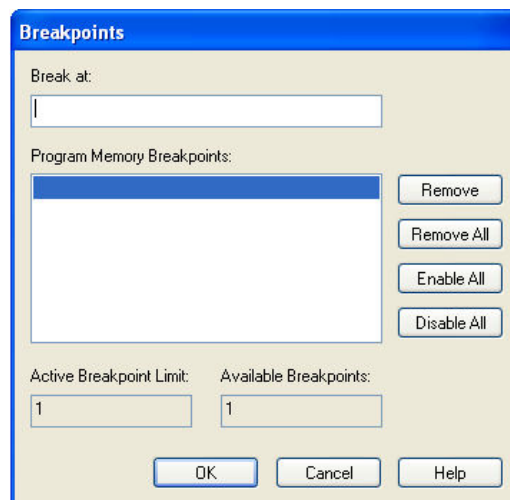 Breakpoints
Break at:
Program Memory Breakpoints:
Remove
Remove All
Enable All
Disable All
Active Breakpoint Limit: Available Breakpoints:
1 1
OK Cancel Help